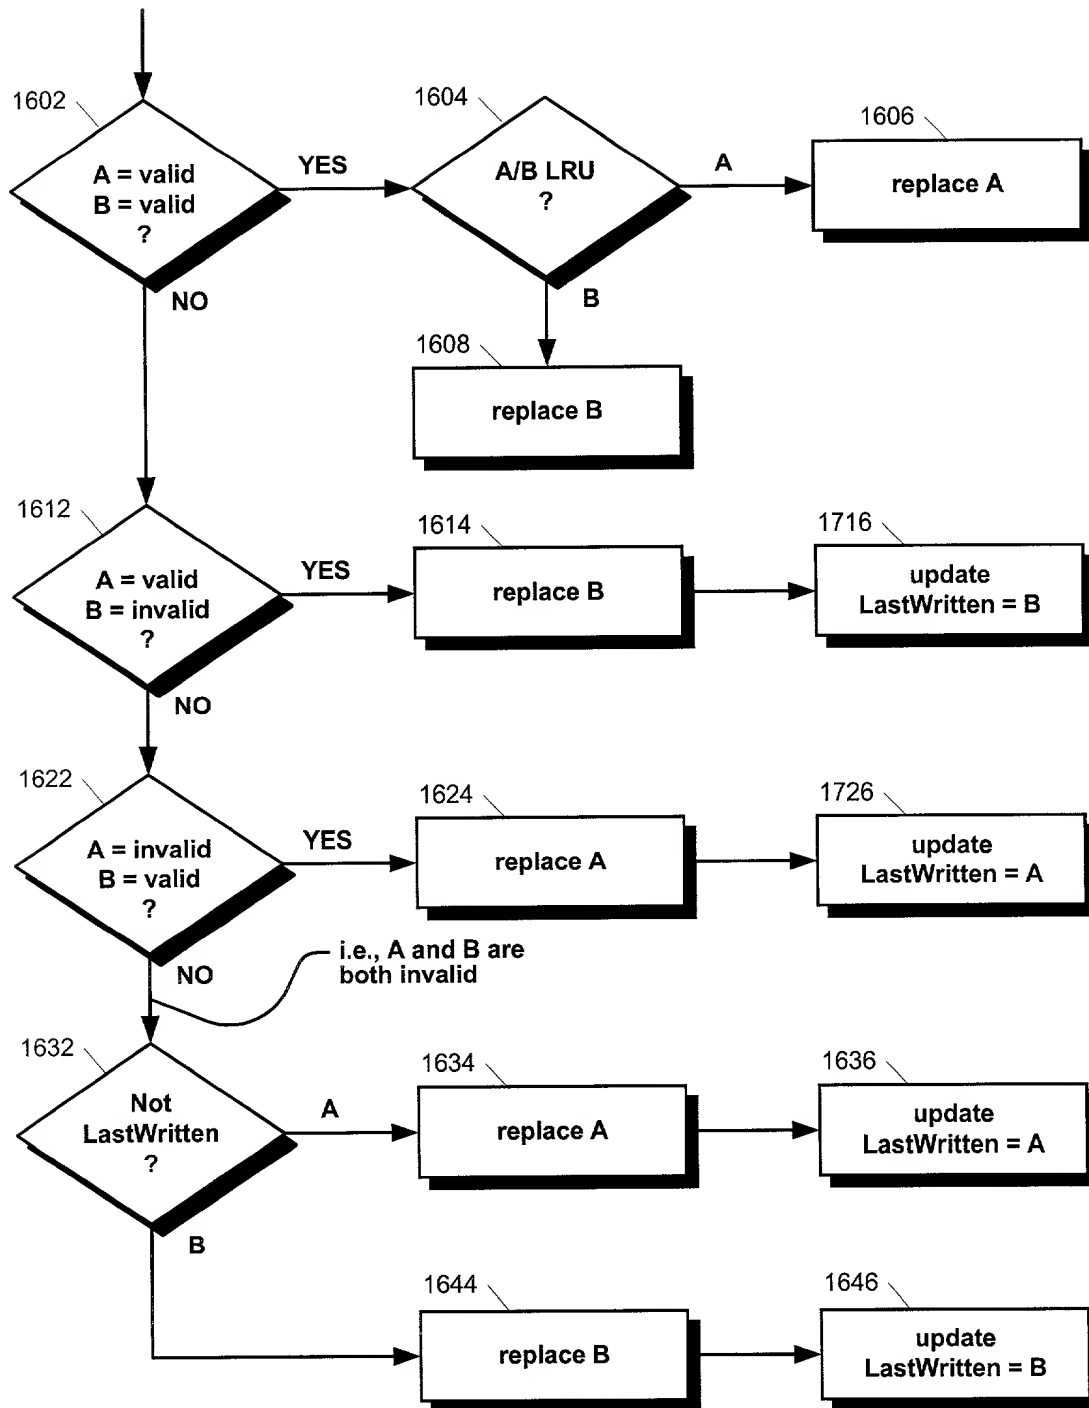 1602
A = valid
B = valid
?
YES
NO
1604
A/B LRU
?
A
B
1606
replace A
1608
replace B
1612
A = valid
B = invalid
?
YES
NO
1614
replace B
1716
update
LastWritten = B
1622
A = invalid
B = valid
?
YES
NO
1624
replace A
1726
update
LastWritten = A
i.e., A and B are
both invalid
1632
Not
LastWritten
?
A
B
1634
replace A
1636
update
LastWritten = A
1644
replace B
1646
update
LastWritten = B